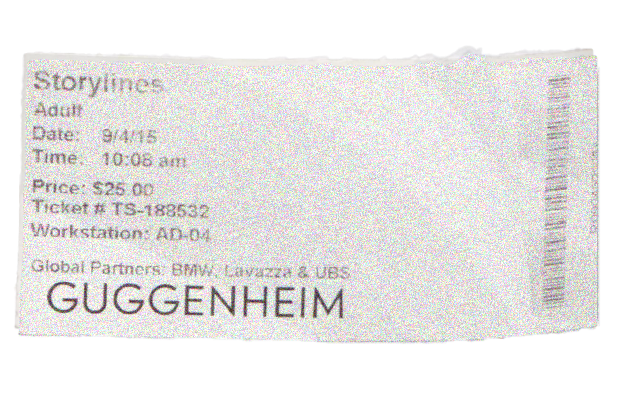 Storylines
Adult
Date: 9/4/15
Time: 10:08 am
Price: $25.00
Ticket # TS-188532
Workstation: AD-04
Global Partners: BMW, Lavazza & UBS
GUGGENHEIM